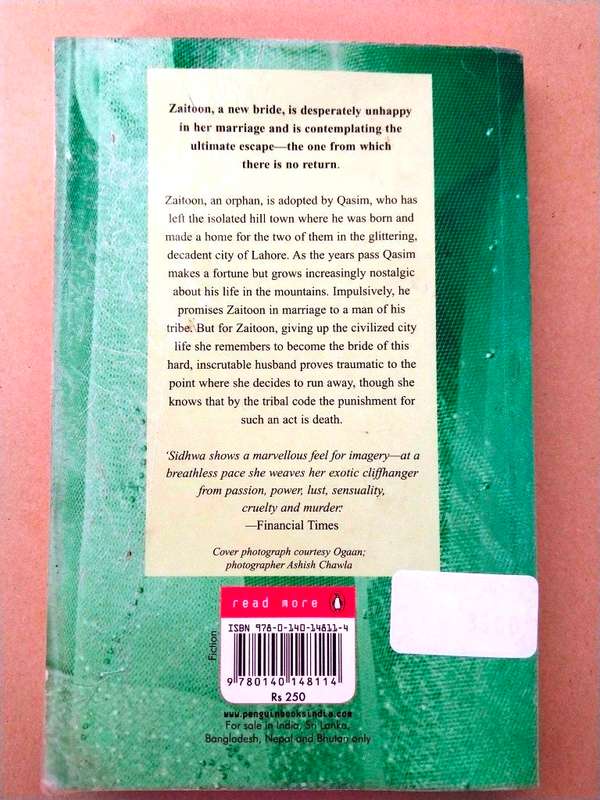 Zaitoon, a new bride, is desperately unhappy
in her marriage and is contemplating the
ultimate escape—the one from which
there is no return.
Zaitoon, an orphan, is adopted by Qasim, who has
left the isolated hill town where he was born and
made a home for the two of them in the glittering,
decadent city of Lahore. As the years pass Qasim
makes a fortune but grows increasingly nostalgic
about his life in the mountains. Impulsively, he
promises Zaitoon in marriage to a man of his
tribe. But for Zaitoon, giving up the civilized city
life she remembers to become the bride of this
hard, inscrutable husband proves traumatic to the
point where she decides to run away, though she
knows that by the tribal code the punishment for
such an act is death.
‘Sidhwa shows a marvellous feel for imagery—at a
breathless pace she weaves her exotic cliffhanger
from passion, power, lust, sensuality,
cruelty and murder.’
—Financial Times
Cover photograph courtesy Ogaan;
photographer Ashish Chawla
read more
ISBN 978-0-140-14811-4
Fiction
9 780140 148114
Rs 250
www.penguinbooksindia.com
For sale in India, Sri Lanka,
Bangladesh, Nepal and Bhutan only